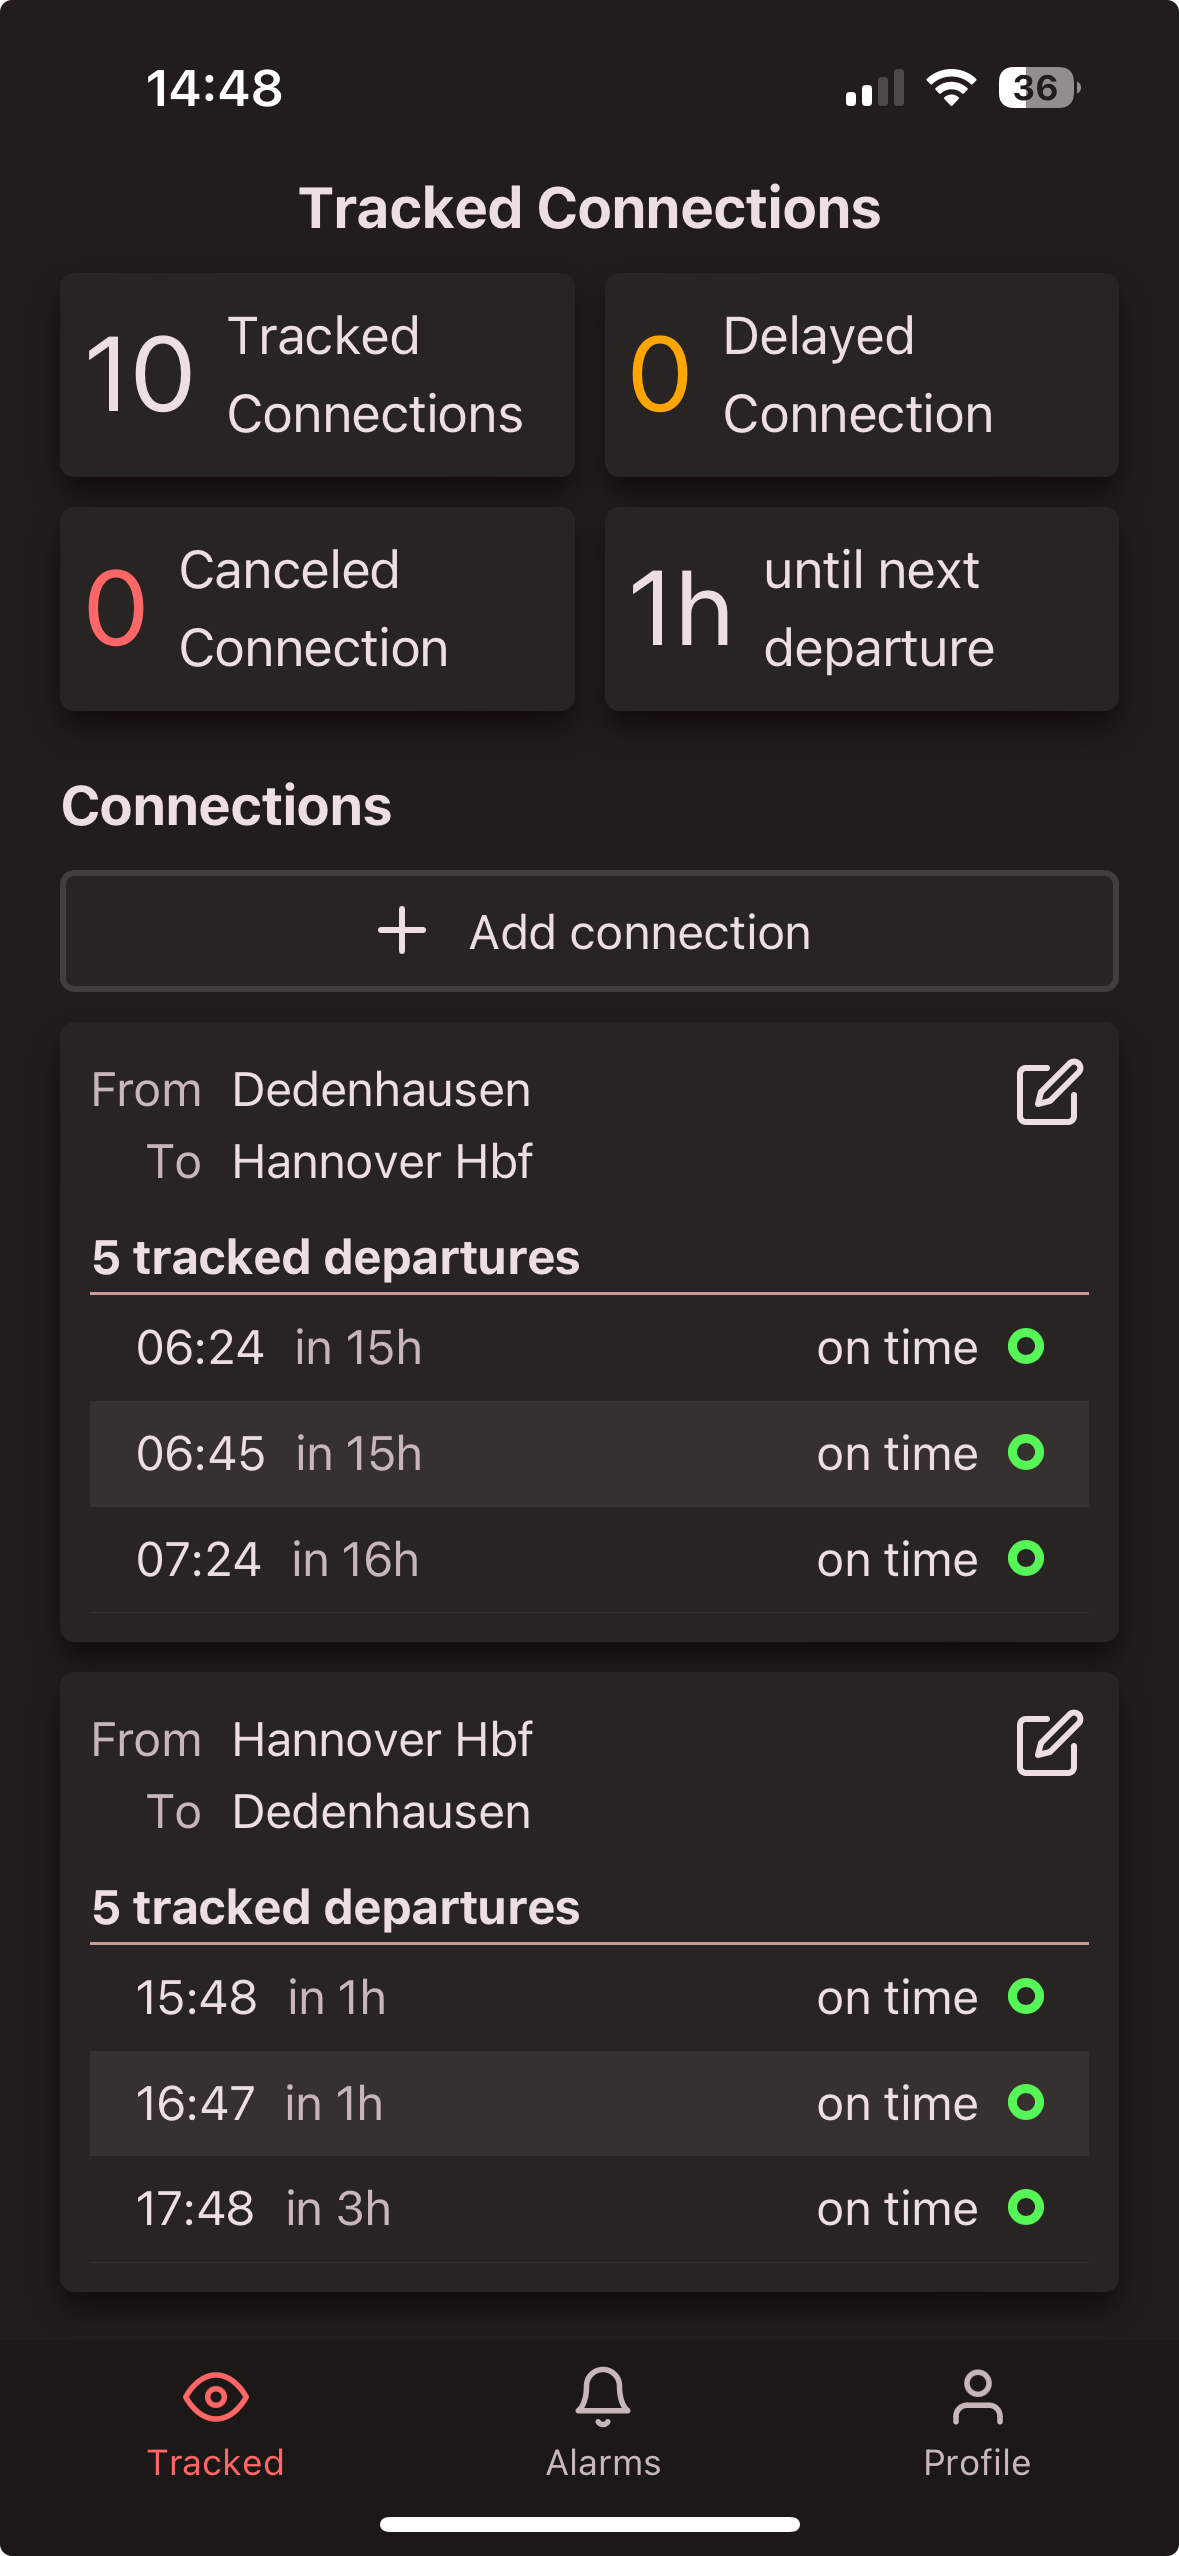 14:48
36
Tracked Connections
10 Tracked Connections
0 Delayed Connection
0 Canceled Connection
1h until next departure
Connections
Add connection
From Dedenhausen
To Hannover Hbf
5 tracked departures
06:24 in 15h on time
06:45 in 15h on time
07:24 in 16h on time
From Hannover Hbf
To Dedenhausen
5 tracked departures
15:48 in 1h on time
16:47 in 1h on time
17:48 in 3h on time
Tracked Alarms Profile